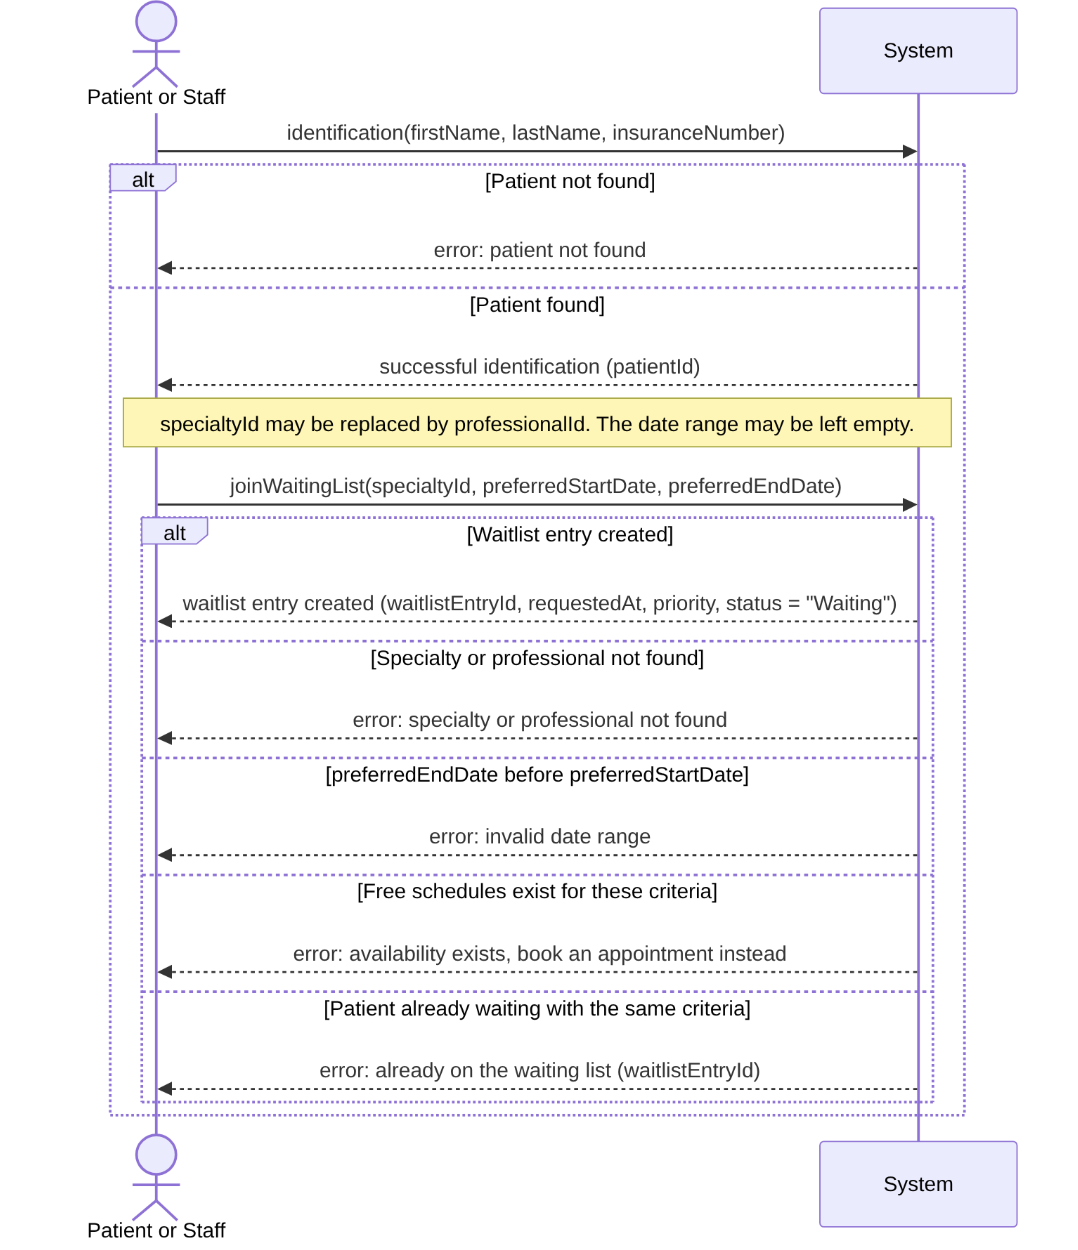 Patient or Staff
System
identification(firstName, lastName, insuranceNumber)
alt
[Patient not found]
error: patient not found
[Patient found]
successful identification (patientId)
specialtyId may be replaced by professionalId. The date range may be left empty.
joinWaitingList(specialtyId, preferredStartDate, preferredEndDate)
alt
[Waitlist entry created]
waitlist entry created (waitlistEntryId, requestedAt, priority, status = "Waiting")
[Specialty or professional not found]
error: specialty or professional not found
[preferredEndDate before preferredStartDate]
error: invalid date range
[Free schedules exist for these criteria]
error: availability exists, book an appointment instead
[Patient already waiting with the same criteria]
error: already on the waiting list (waitlistEntryId)
Patient or Staff
System